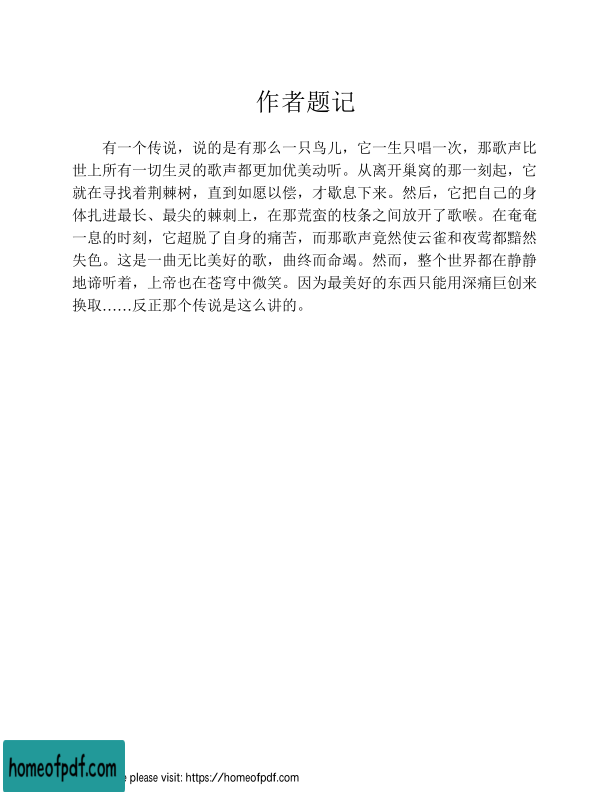 作者题记
有一个传说，说的是有那么一只鸟儿，它一生只唱一次，那歌声比
世上所有一切生灵的歌声都更加优美动听。从离开巢窝的那一刻起，它
就在寻找着荆棘树，直到如愿以偿，才歇息下来。然后，它把自己的身
体扎进最长、最尖的棘刺上，在那荒蛮的枝条之间放开了歌喉。在奄奄
一息的时刻，它超脱了自身的痛苦，而那歌声竟然使云雀和夜莺都黯然
失色。这是一曲无比美好的歌，曲终而命竭。然而，整个世界都在静静
地谛听着，上帝也在苍穹中微笑。因为最美好的东西只能用深痛巨创来
换取……反正那个传说是这么讲的。
homeofpdf.com
e please visit: https://homeofpdf.com